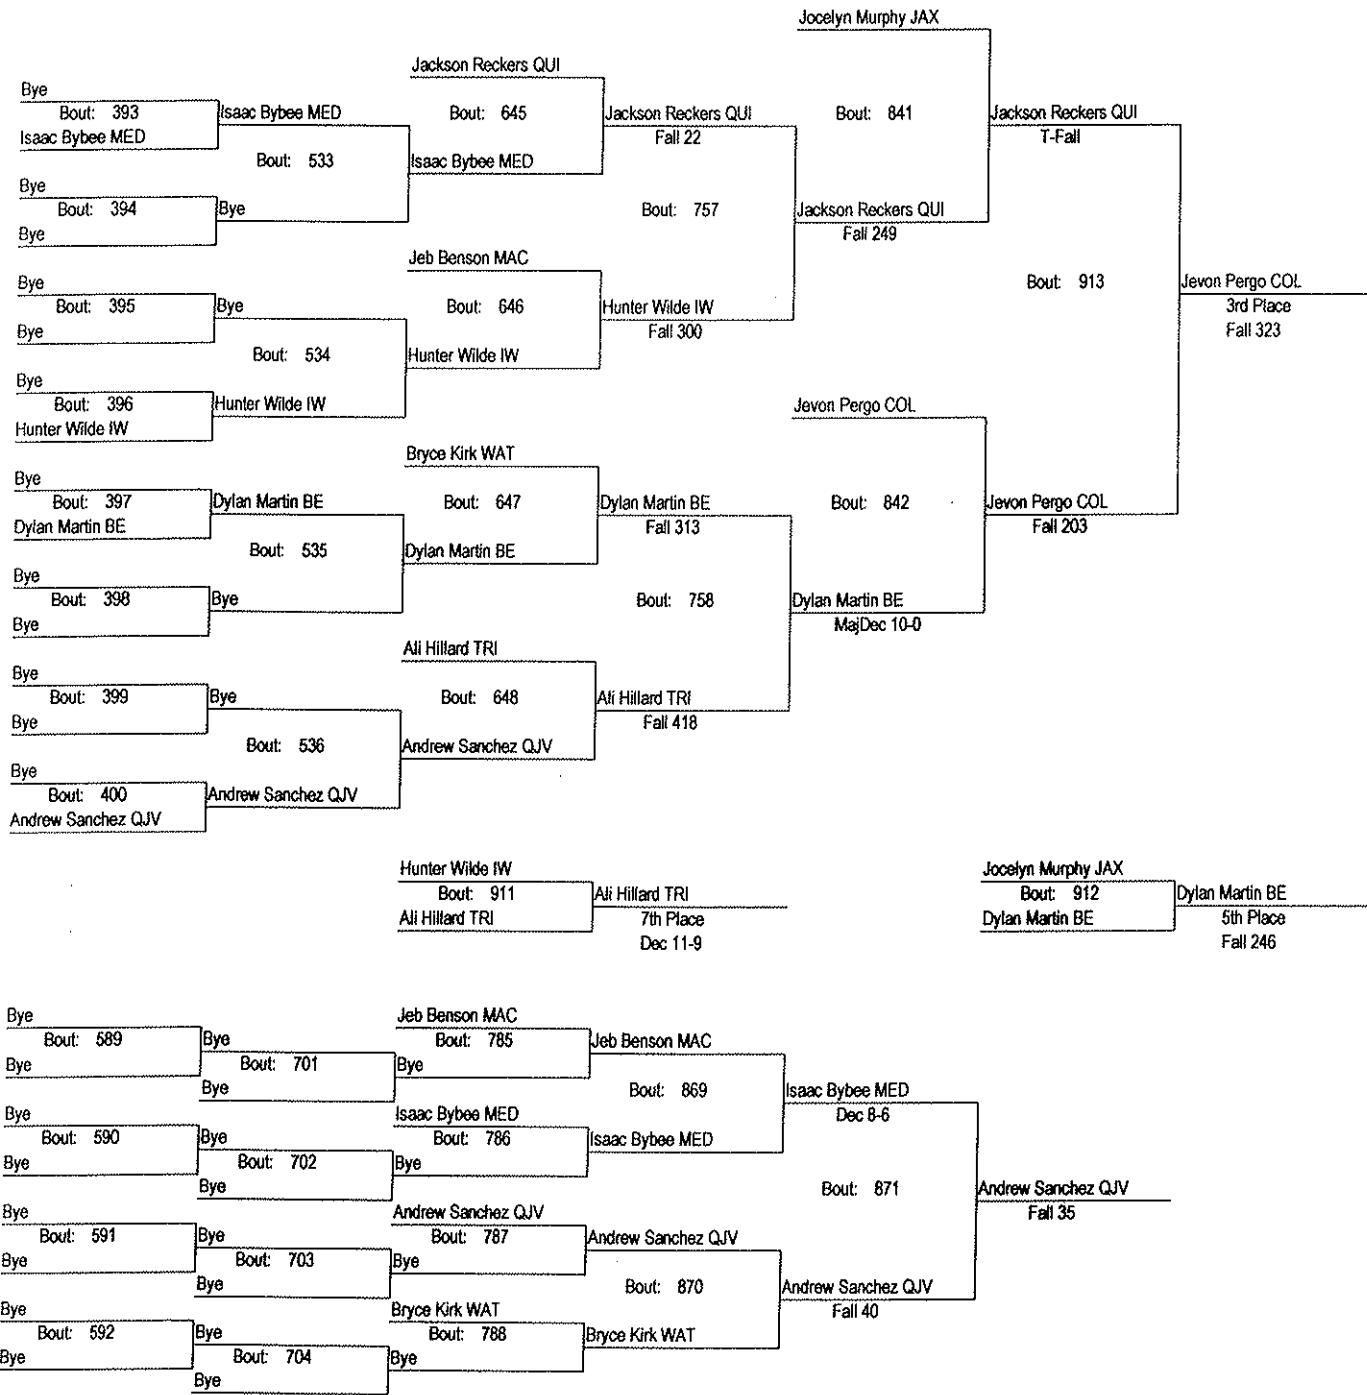 Jocelyn Murphy JAX
Jackson Reckers QUI
Bye
Bout: 393
Isaac Bybee MED
Isaac Bybee MED
Bout: 645
Jackson Reckers QUI
Fall 22
Bout: 841
Jackson Reckers QUI
T-Fall
Bout: 533
Isaac Bybee MED
Bye
Bout: 394
Bye
Bye
Bout: 757
Jackson Reckers QUI
Fall 249
Jeb Benson MAC
Bye
Bout: 395
Bye
Bye
Bout: 646
Hunter Wilde IW
Fall 300
Bout: 913
Jevon Pergo COL
3rd Place
Fall 323
Bout: 534
Hunter Wilde IW
Bye
Bout: 396
Hunter Wilde IW
Hunter Wilde IW
Jevon Pergo COL
Bryce Kirk WAT
Bye
Bout: 397
Dylan Martin BE
Dylan Martin BE
Bout: 647
Dylan Martin BE
Fall 313
Bout: 842
Jevon Pergo COL
Fall 203
Bout: 535
Dylan Martin BE
Bye
Bout: 398
Bye
Bye
Bout: 758
Dylan Martin BE
MajDec 10-0
Ali Hillard TRI
Bye
Bout: 399
Bye
Bye
Bout: 648
Ali Hillard TRI
Fall 418
Bout: 536
Andrew Sanchez QJV
Bye
Bout: 400
Andrew Sanchez QJV
Andrew Sanchez QJV
Hunter Wilde IW
Bout: 911
Ali Hillard TRI
Ali Hillard TRI
7th Place
Dec 11-9
Jocelyn Murphy JAX
Bout: 912
Dylan Martin BE
Dylan Martin BE
5th Place
Fall 246
Bye
Bout: 589
Bye
Bye
Bout: 701
Bye
Jeb Benson MAC
Bout: 785
Bye
Jeb Benson MAC
Bout: 869
Isaac Bybee MED
Dec 8-6
Bye
Bout: 590
Bye
Bye
Bout: 702
Bye
Isaac Bybee MED
Bout: 786
Bye
Isaac Bybee MED
Bout: 871
Andrew Sanchez QJV
Fall 35
Bye
Bout: 591
Bye
Bye
Bout: 703
Bye
Andrew Sanchez QJV
Bout: 787
Bye
Andrew Sanchez QJV
Bout: 870
Andrew Sanchez QJV
Fall 40
Bye
Bout: 592
Bye
Bye
Bout: 704
Bye
Bryce Kirk WAT
Bout: 788
Bye
Bryce Kirk WAT